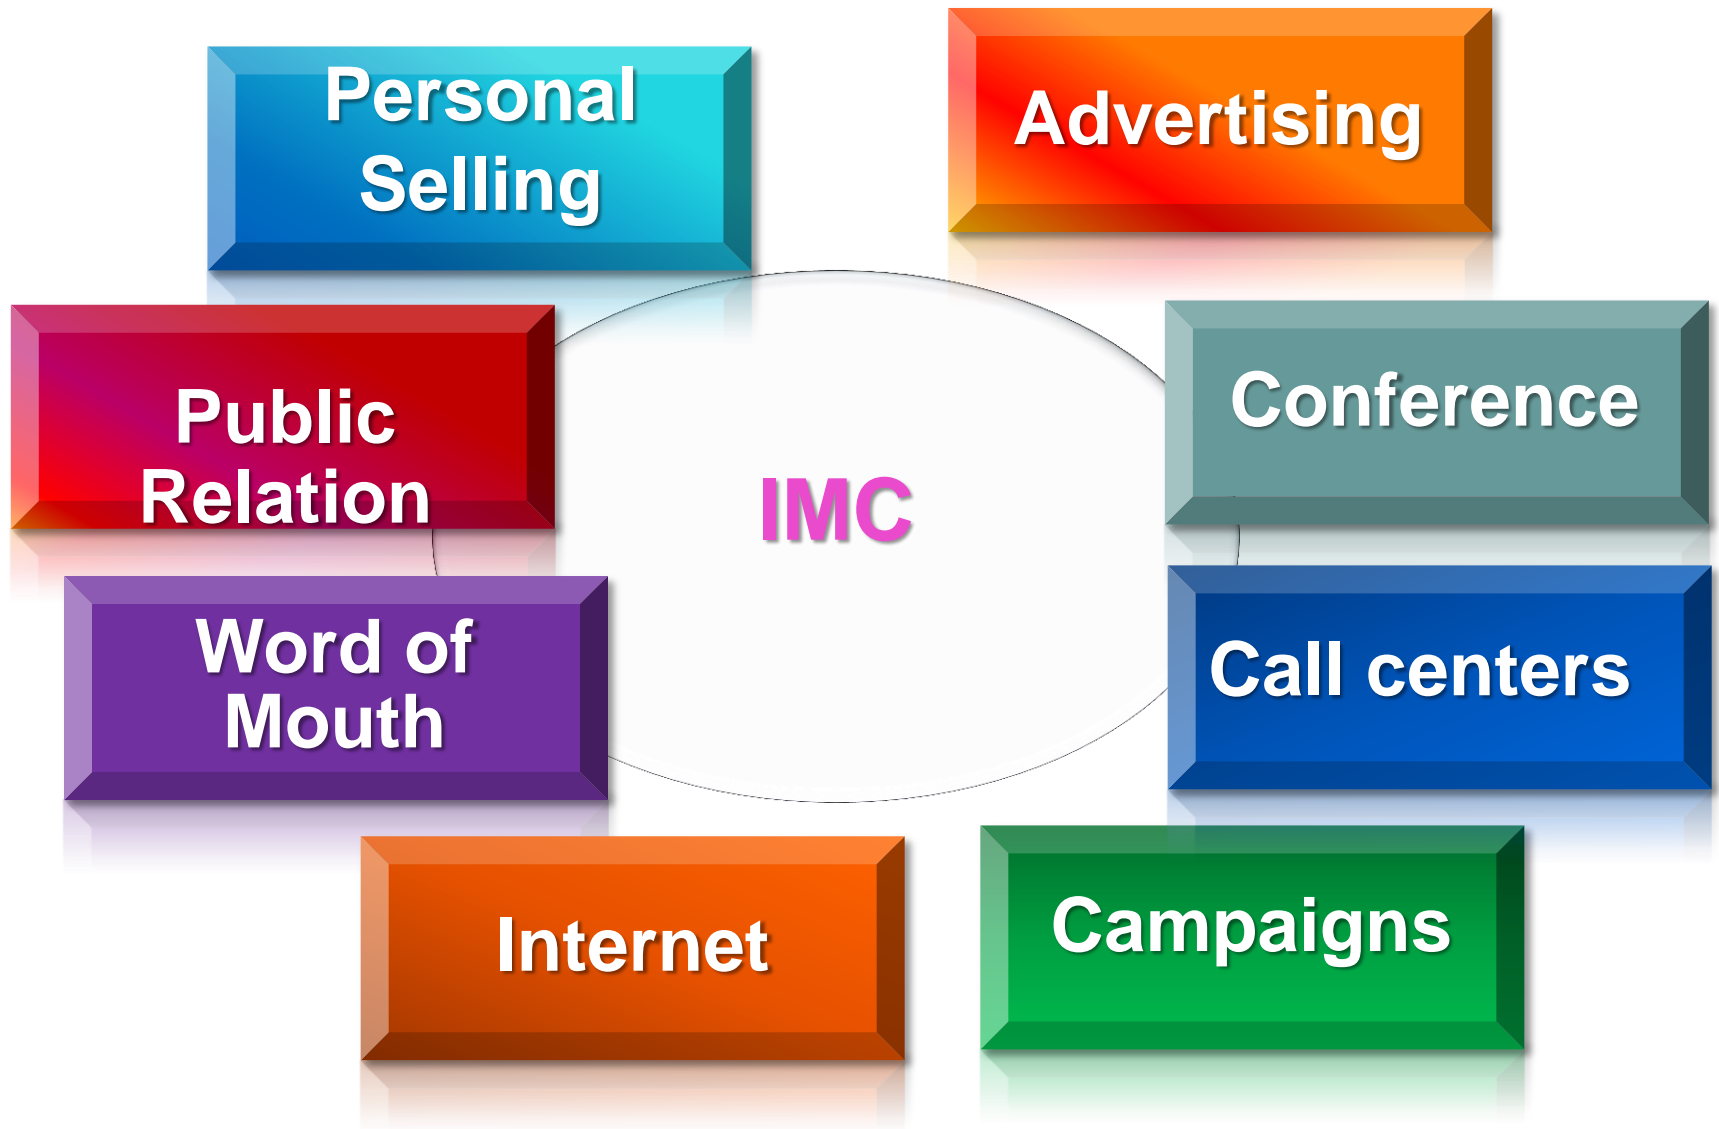 Personal
Selling
Advertising
Public
Relation
Conference
IMC
Word of
Mouth
Call centers
Internet
Campaigns